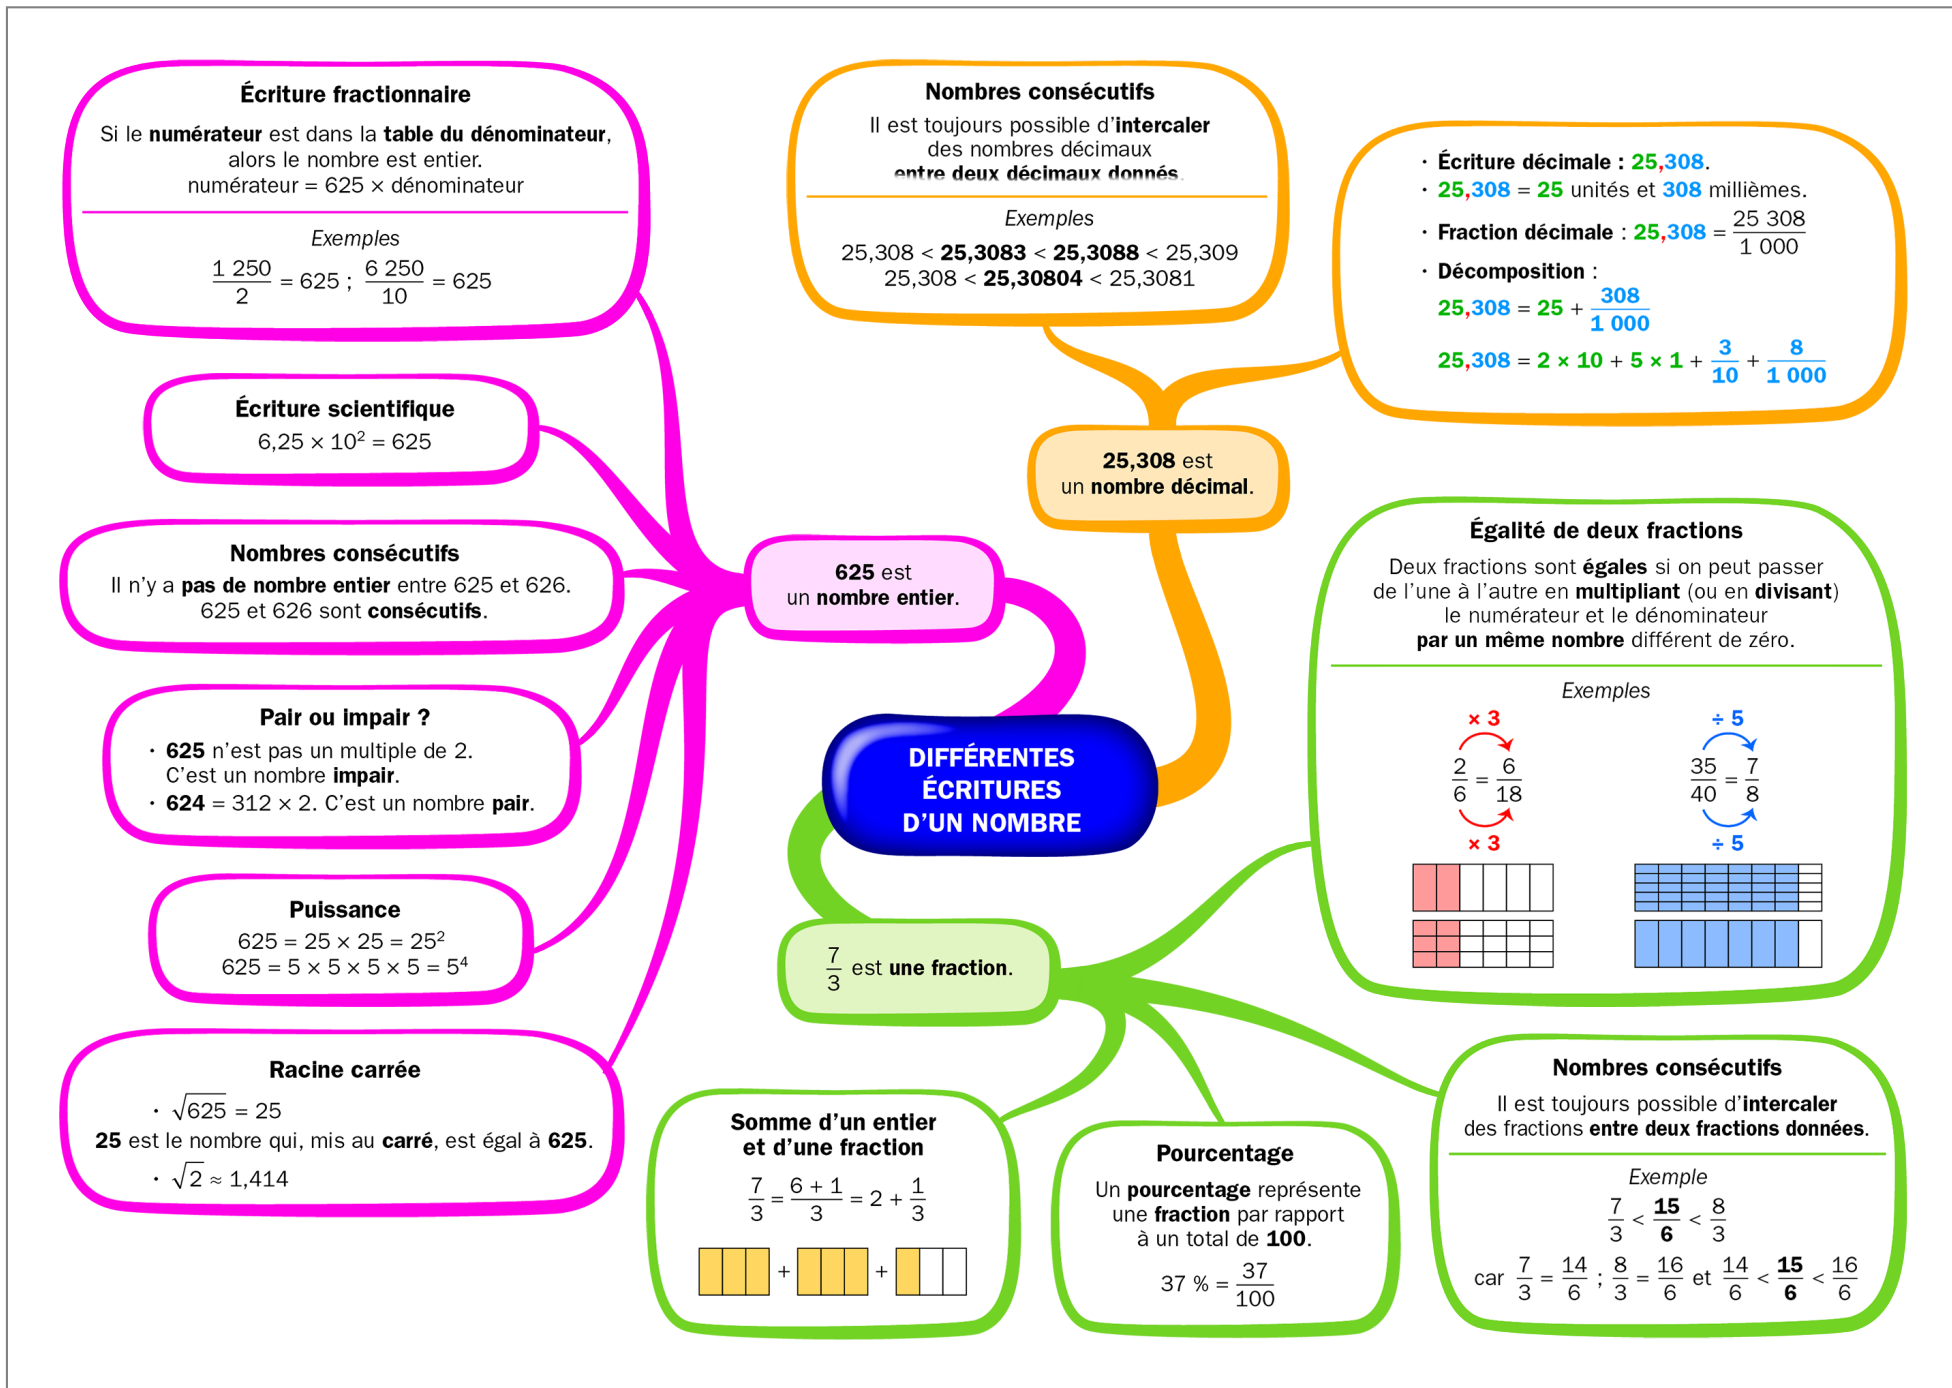 Écriture fractionnaire
Si le numérateur est dans la table du dénominateur,
alors le nombre est entier.
numérateur = 625 × dénominateur
Exemples
1 250/2 = 625 ; 6 250/10 = 625
Écriture scientifique
6,25 × 10² = 625
Nombres consécutifs
Il n’y a pas de nombre entier entre 625 et 626.
625 et 626 sont consécutifs.
Pair ou impair ?
· 625 n’est pas un multiple de 2.
C’est un nombre impair.
· 624 = 312 × 2. C’est un nombre pair.
Puissance
625 = 25 × 25 = 25²
625 = 5 × 5 × 5 × 5 = 5⁴
Racine carrée
· √625 = 25
25 est le nombre qui, mis au carré, est égal à 625.
· √2 ≈ 1,414
625 est
un nombre entier.
DIFFÉRENTES
ÉCRITURES
D’UN NOMBRE
Nombres consécutifs
Il est toujours possible d’intercaler
des nombres décimaux
entre deux décimaux donnés.
Exemples
25,308 < 25,3083 < 25,3088 < 25,309
25,308 < 25,30804 < 25,3081
· Écriture décimale : 25,308.
· 25,308 = 25 unités et 308 millièmes.
· Fraction décimale : 25,308 = 25 308/1 000
· Décomposition :
25,308 = 25 + 308/1 000
25,308 = 2 × 10 + 5 × 1 + 3/10 + 8/1 000
25,308 est
un nombre décimal.
Égalité de deux fractions
Deux fractions sont égales si on peut passer
de l’une à l’autre en multipliant (ou en divisant)
le numérateur et le dénominateur
par un même nombre différent de zéro.
Exemples
× 3 ÷ 5
2/6 = 6/18 35/40 = 7/8
× 3 ÷ 5
7/3 est une fraction.
Somme d’un entier
et d’une fraction
7/3 = 6 + 1/3 = 2 + 1/3
+ +
Pourcentage
Un pourcentage représente
une fraction par rapport
à un total de 100.
37 % = 37/100
Nombres consécutifs
Il est toujours possible d’intercaler
des fractions entre deux fractions données.
Exemple
7/3 < 15/6 < 8/3
car 7/3 = 14/6 ; 8/3 = 16/6 et 14/6 < 15/6 < 16/6